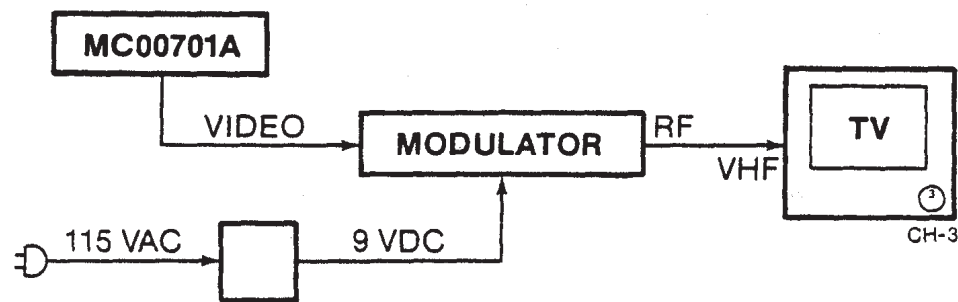 MC00701A
VIDEO
MODULATOR
RF
VHF
TV
3
CH-3
115 VAC
9 VDC